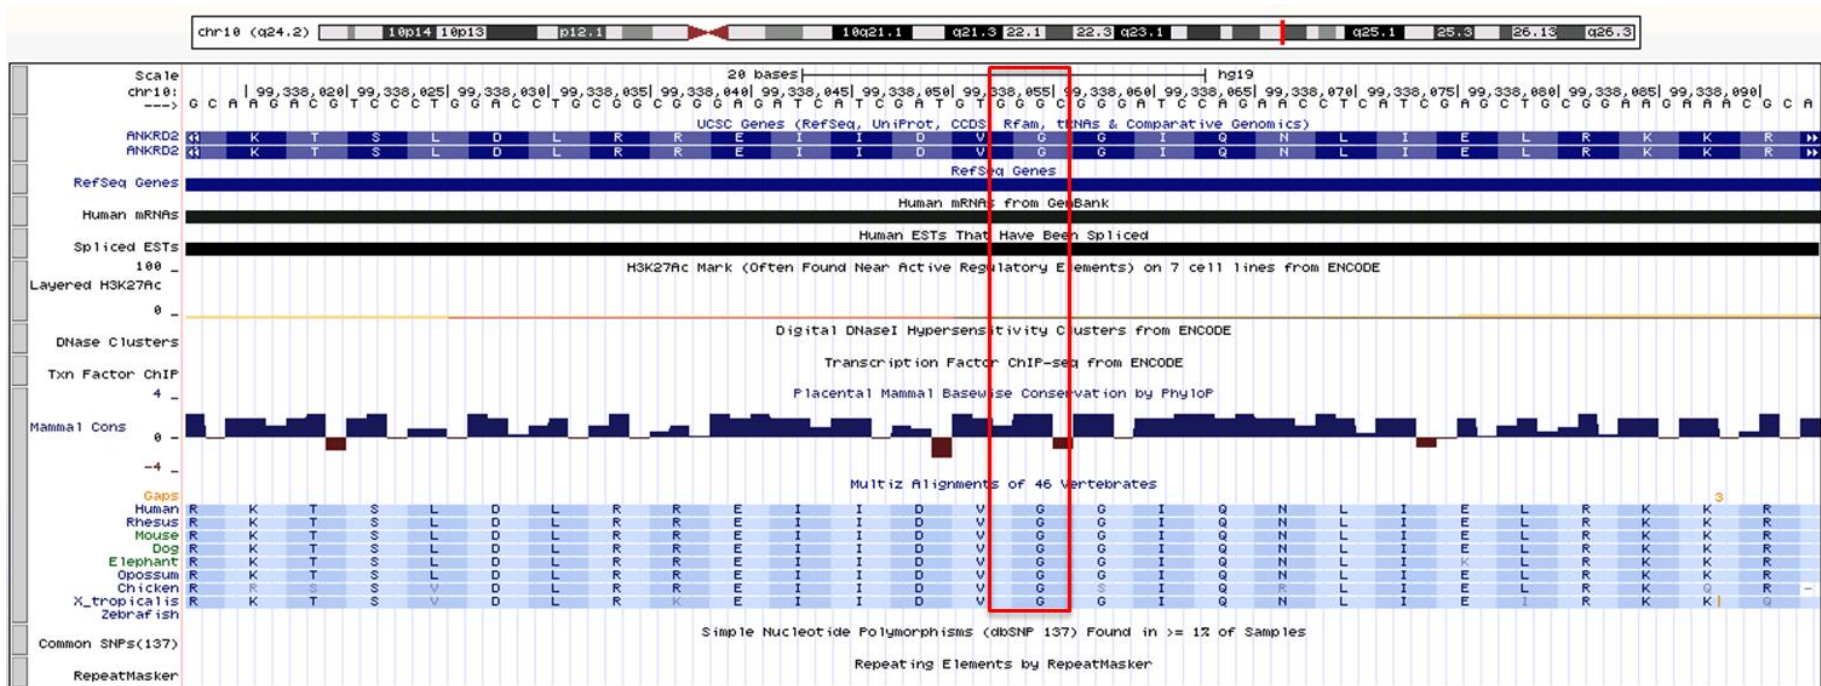 chr10 (q24.2) 10p14 10p13 p12.1 10q21.1 q21.3 22.1 22.3 q23.1 q25.1 25.3 26.13 q26.3
Scale 20 bases hg19
chr10: 99,338,020 99,338,025 99,338,030 99,338,035 99,338,040 99,338,045 99,338,050 99,338,055 99,338,060 99,338,065 99,338,070 99,338,075 99,338,080 99,338,085 99,338,090
---> G C A A G A C G T C C C T G G A C C T G C G G C G G G A G A T C A T C G A T G T G G G C G G G A T C C A G A A C C T C A T C G A G C T G C G G A A G A A A C G C A
UCSC Genes (RefSeq, UniProt, CCDS, Rfam, tRNAs & Comparative Genomics)
ANKRD2 K T S L D L R R E I I D V G G I Q N L I E L R K K R
ANKRD2 K T S L D L R R E I I D V G G I Q N L I E L R K K R
RefSeq Genes
RefSeq Genes
Human mRNAs from GenBank
Human mRNAs
Human ESTs That Have Been Spliced
Spliced ESTs
100 _ H3K27Ac Mark (Often Found Near Active Regulatory Elements) on 7 cell lines from ENCODE
Layered H3K27Ac
0 _
Digital DNaseI Hypersensitivity Clusters from ENCODE
DNase Clusters
Transcription Factor ChIP-seq from ENCODE
Txn Factor ChIP
4 _ Placental Mammal Basewise Conservation by PhyloP
Mammal Cons 0 -
-4 _
Multiz Alignments of 46 Vertebrates
Gaps 3
Human R K T S L D L R R E I I D V G G I Q N L I E L R K K R
Rhesus R K T S L D L R R E I I D V G G I Q N L I E L R K K R
Mouse R K T S L D L R R E I I D V G G I Q N L I E L R K K R
Dog R K T S L D L R R E I I D V G G I Q N L I E L R K K R
Elephant R K T S L D L R R E I I D V G G I Q N L I K L R K K R
Opossum R K T S L D L R R E I I D V G G I Q N L I E L R K K R
Chicken R R S S V D L R R E I I D V G S I Q R L I E L R K Q R -
X_tropicalis R K T S V D L R K E I I D V G G I Q N L I E I R K K Q
Zebrafish
Simple Nucleotide Polymorphisms (dbSNP 137) Found in >= 1% of Samples
Common SNPs(137)
Repeating Elements by RepeatMasker
RepeatMasker